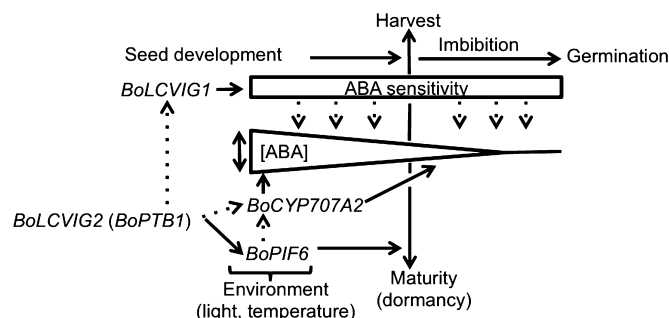 Harvest
Seed development
Imbibition
Germination
BoLCVIG1
ABA sensitivity
[ABA]
BoCYP707A2
BoLCVIG2 (BoPTB1)
BoPIF6
Environment
(light, temperature)
Maturity
(dormancy)